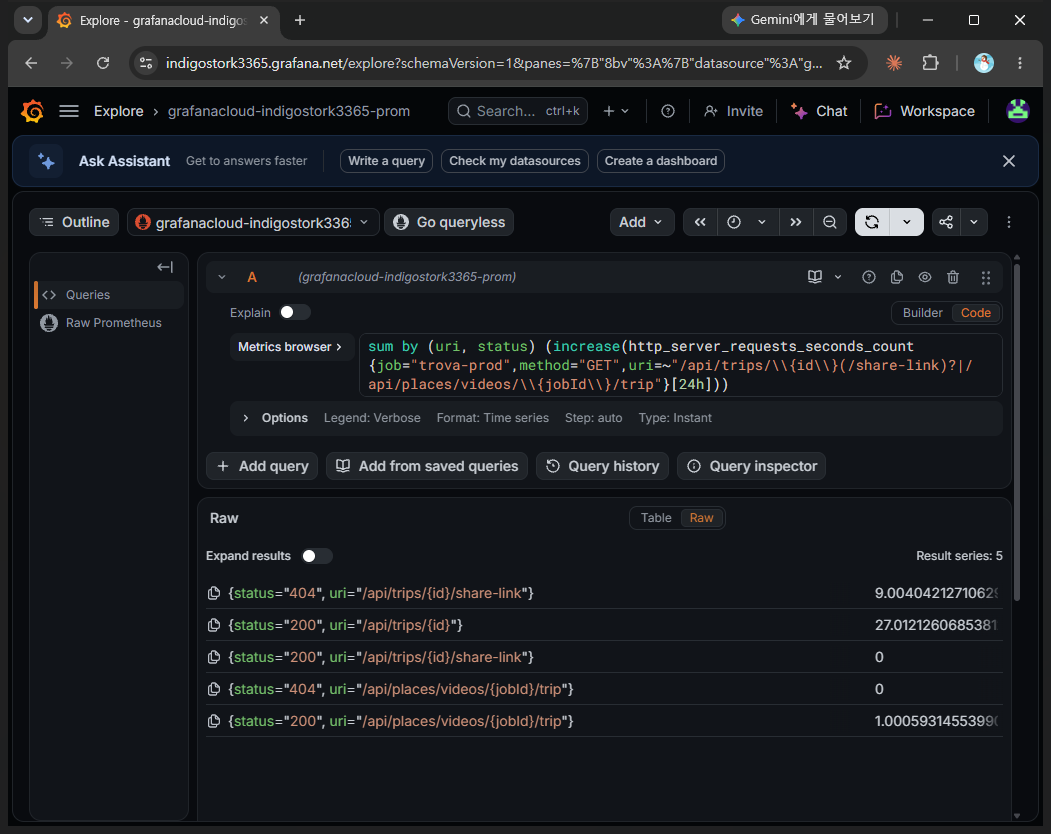 Explore - grafanacloud-indigos
Gemini에게 물어보기
indigostork3365.grafana.net/explore?schemaVersion=1&panes=%7B"8bv"%3A%7B"datasource"%3A"g...
Explore › grafanacloud-indigostork3365-prom
Search... ctrl+k
Invite
Chat
Workspace
Ask Assistant Get to answers faster
Write a query
Check my datasources
Create a dashboard
Outline
grafanacloud-indigostork336
Go queryless
Add
Queries
Raw Prometheus
A (grafanacloud-indigostork3365-prom)
Explain
Builder Code
Metrics browser >
sum by (uri, status) (increase(http_server_requests_seconds_count
{job="trova-prod",method="GET",uri=~"/api/trips/\\{id\\}(/share-link)?|/
api/places/videos/\\{jobId\\}/trip"}[24h]))
Options Legend: Verbose Format: Time series Step: auto Type: Instant
+ Add query
Add from saved queries
Query history
Query inspector
Raw
Table Raw
Expand results
Result series: 5
{status="404", uri="/api/trips/{id}/share-link"} 9.0040421271062
{status="200", uri="/api/trips/{id}"} 27.012126068538
{status="200", uri="/api/trips/{id}/share-link"} 0
{status="404", uri="/api/places/videos/{jobId}/trip"} 0
{status="200", uri="/api/places/videos/{jobId}/trip"} 1.000593145539